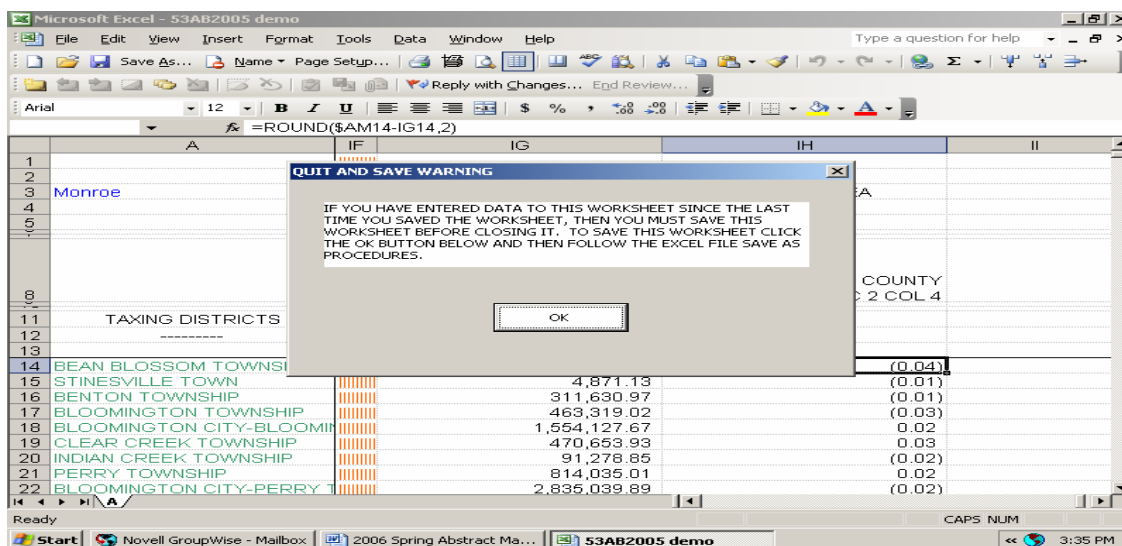 Microsoft Excel - 53AB2005 demo
File Edit View Insert Format Tools Data Window Help Type a question for help
Save As... Name Page Setup...
Reply with Changes... End Review...
Arial 12 B I U $ % ,
fx =ROUND($AM14-IG14,2)
A IF IG IH II
1
2
3 Monroe EA
4
5
8 COUNTY
C 2 COL 4
11 TAXING DISTRICTS
12 ---------
13
QUIT AND SAVE WARNING
IF YOU HAVE ENTERED DATA TO THIS WORKSHEET SINCE THE LAST
TIME YOU SAVED THE WORKSHEET, THEN YOU MUST SAVE THIS
WORKSHEET BEFORE CLOSING IT. TO SAVE THIS WORKSHEET CLICK
THE OK BUTTON BELOW AND THEN FOLLOW THE EXCEL FILE SAVE AS
PROCEDURES.
OK
14 BEAN BLOSSOM TOWNSH (0.04)
15 STINESVILLE TOWN 4,871.13 (0.01)
16 BENTON TOWNSHIP 311,630.97 (0.01)
17 BLOOMINGTON TOWNSHIP 463,319.02 (0.03)
18 BLOOMINGTON CITY-BLOOMIN 1,554,127.67 0.02
19 CLEAR CREEK TOWNSHIP 470,653.93 0.03
20 INDIAN CREEK TOWNSHIP 91,278.85 (0.02)
21 PERRY TOWNSHIP 814,035.01 0.02
22 BLOOMINGTON CITY-PERRY T 2,835,039.89 (0.02)
A
Ready CAPS NUM
Start Novell GroupWise - Mailbox 2006 Spring Abstract Ma... 53AB2005 demo « 3:35 PM